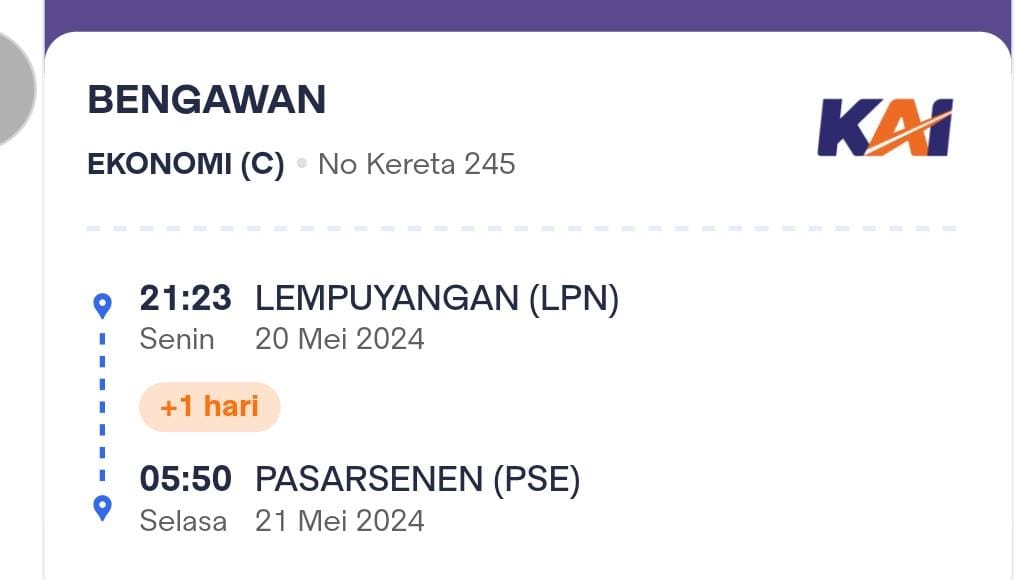 BENGAWAN
KAI
EKONOMI (C) • No Kereta 245
21:23 LEMPUYANGAN (LPN)
Senin 20 Mei 2024
+1 hari
05:50 PASARSENEN (PSE)
Selasa 21 Mei 2024